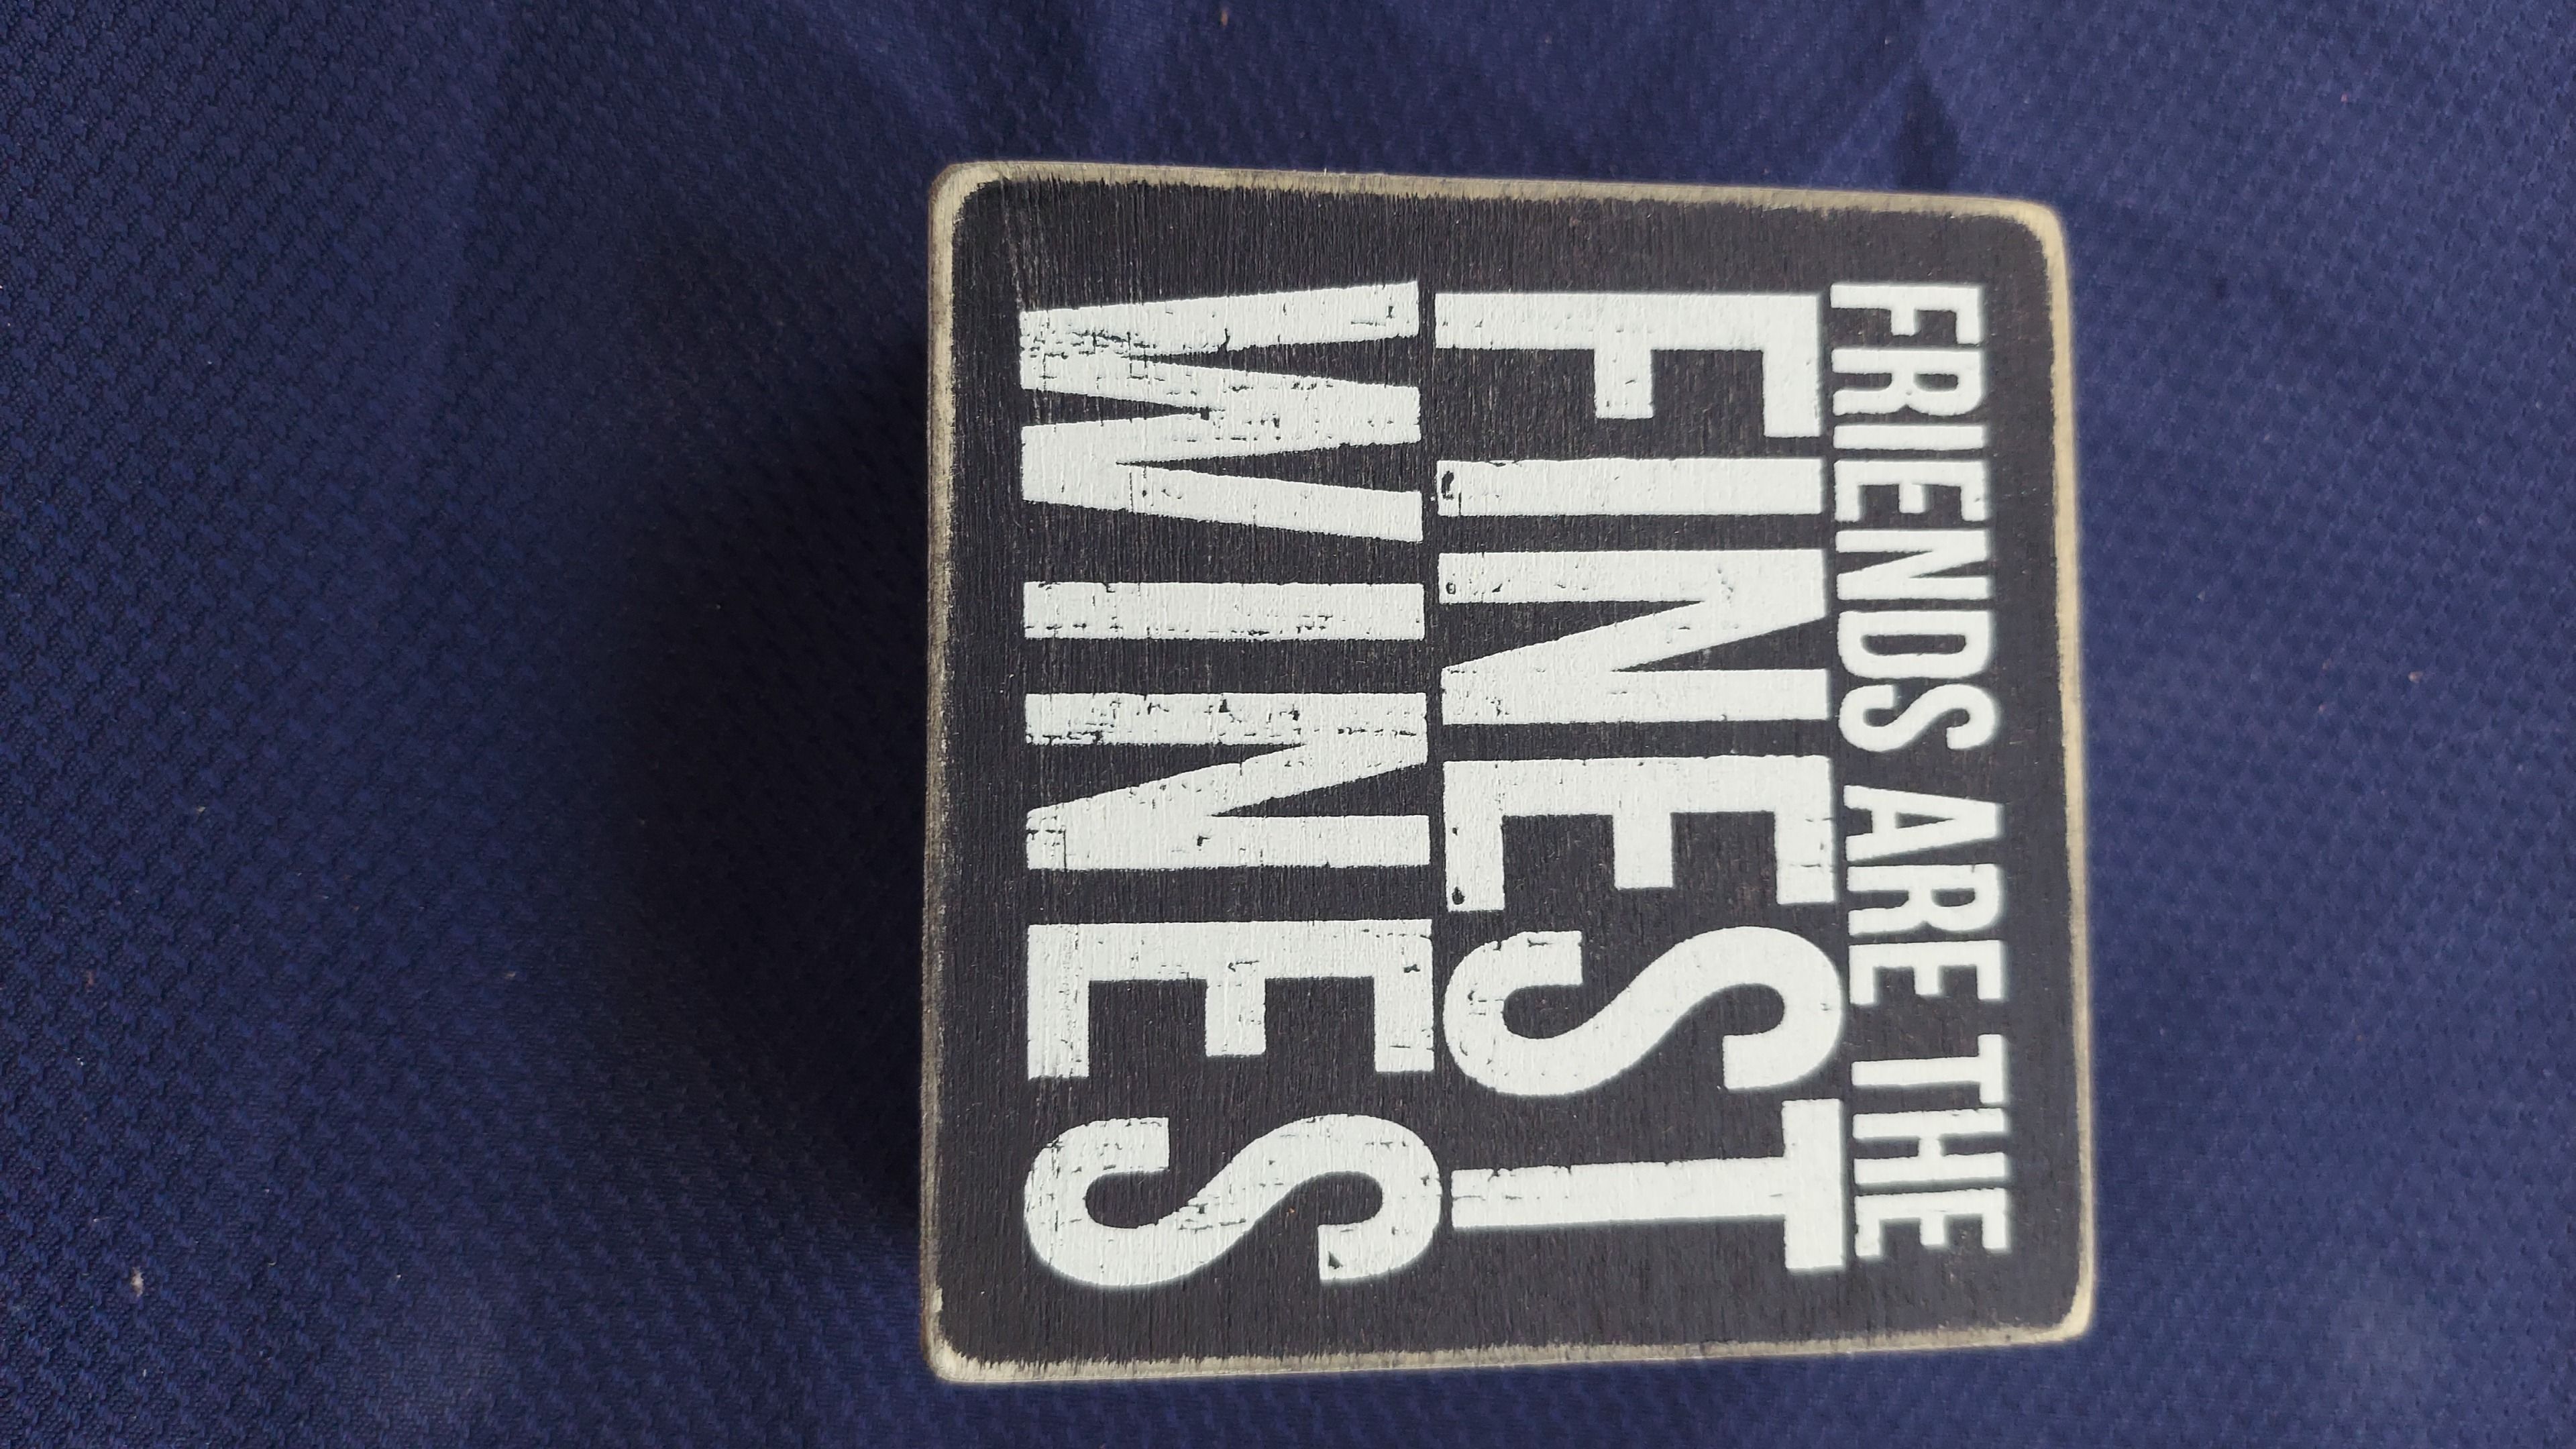 FRIENDS ARE THE
FINEST
WINES